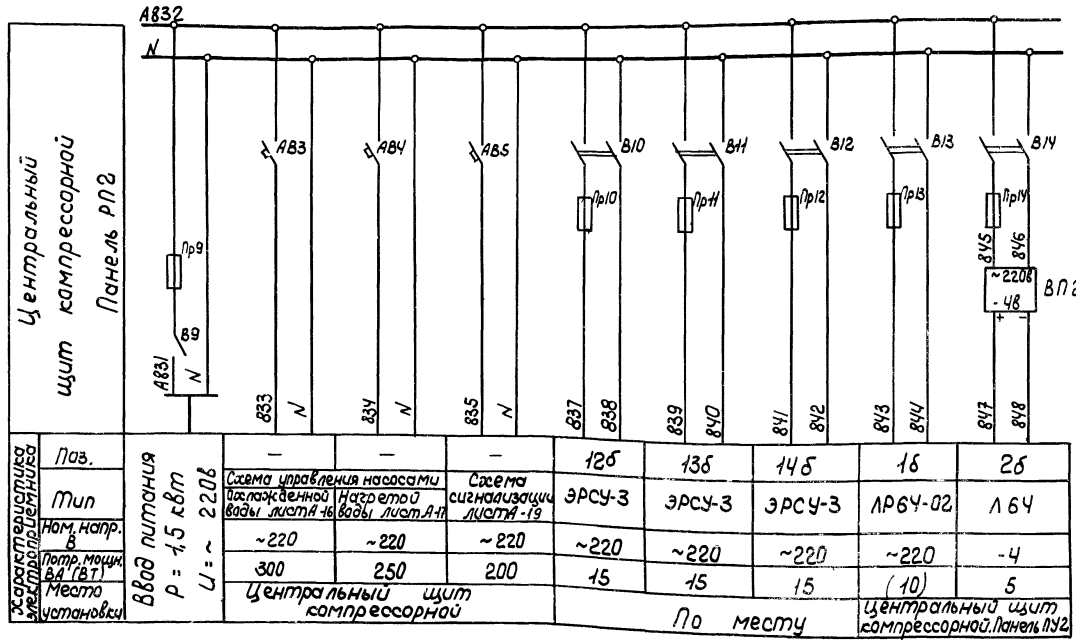 А832
N
Центральный
щит компрессорной
Панель РП2
Пр9
В9
А831
N
АВ3
АВ4
АВ5
В10
В11
В12
В13
В14
Пр10
Пр11
Пр12
Пр13
Пр14
845
846
~220в
-4В
+ -
ВП2
833
N
834
N
835
N
837
838
839
840
841
842
843
844
847
848
Характеристика
электроприемника
Поз.
Тип
Ном. напр.
В
Потр. мощн.
ВА (ВТ)
Место
установки
Ввод питания
Р = 1,5 квт
U = ~ 220в
— — — 12б 13б 14б 1б 2б
Схема управления насосами
Охлажденной
воды листА-16
Нагретой
воды листА-17
Схема
сигнализации
листА-19
ЭРСУ-3 ЭРСУ-3 ЭРСУ-3 ЛР64-02 Л64
~220 ~220 ~220 ~220 ~220 ~220 ~220 -4
300 250 200 15 15 15 (10) 5
Центральный щит
компрессорной
По месту
Центральный щит
компрессорной. Панель ПУ2